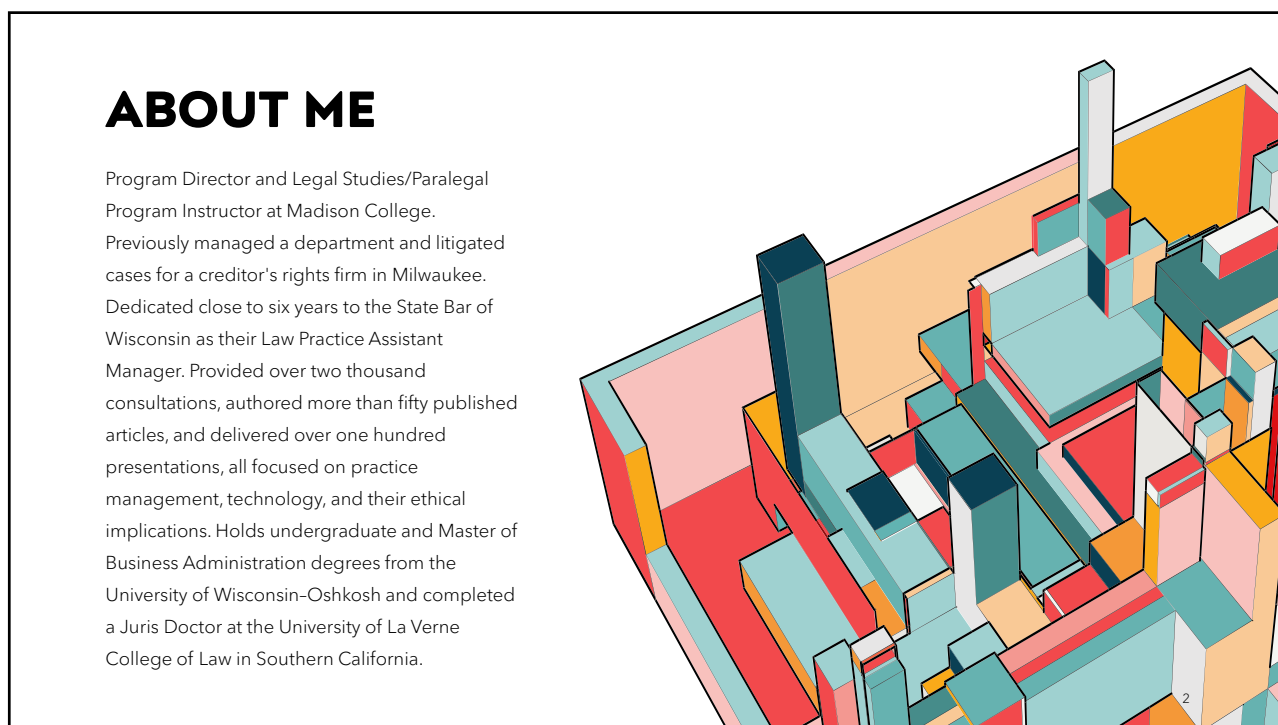 ABOUT ME
Program Director and Legal Studies/Paralegal
Program Instructor at Madison College.
Previously managed a department and litigated
cases for a creditor's rights firm in Milwaukee.
Dedicated close to six years to the State Bar of
Wisconsin as their Law Practice Assistant
Manager. Provided over two thousand
consultations, authored more than fifty published
articles, and delivered over one hundred
presentations, all focused on practice
management, technology, and their ethical
implications. Holds undergraduate and Master of
Business Administration degrees from the
University of Wisconsin–Oshkosh and completed
a Juris Doctor at the University of La Verne
College of Law in Southern California.
2